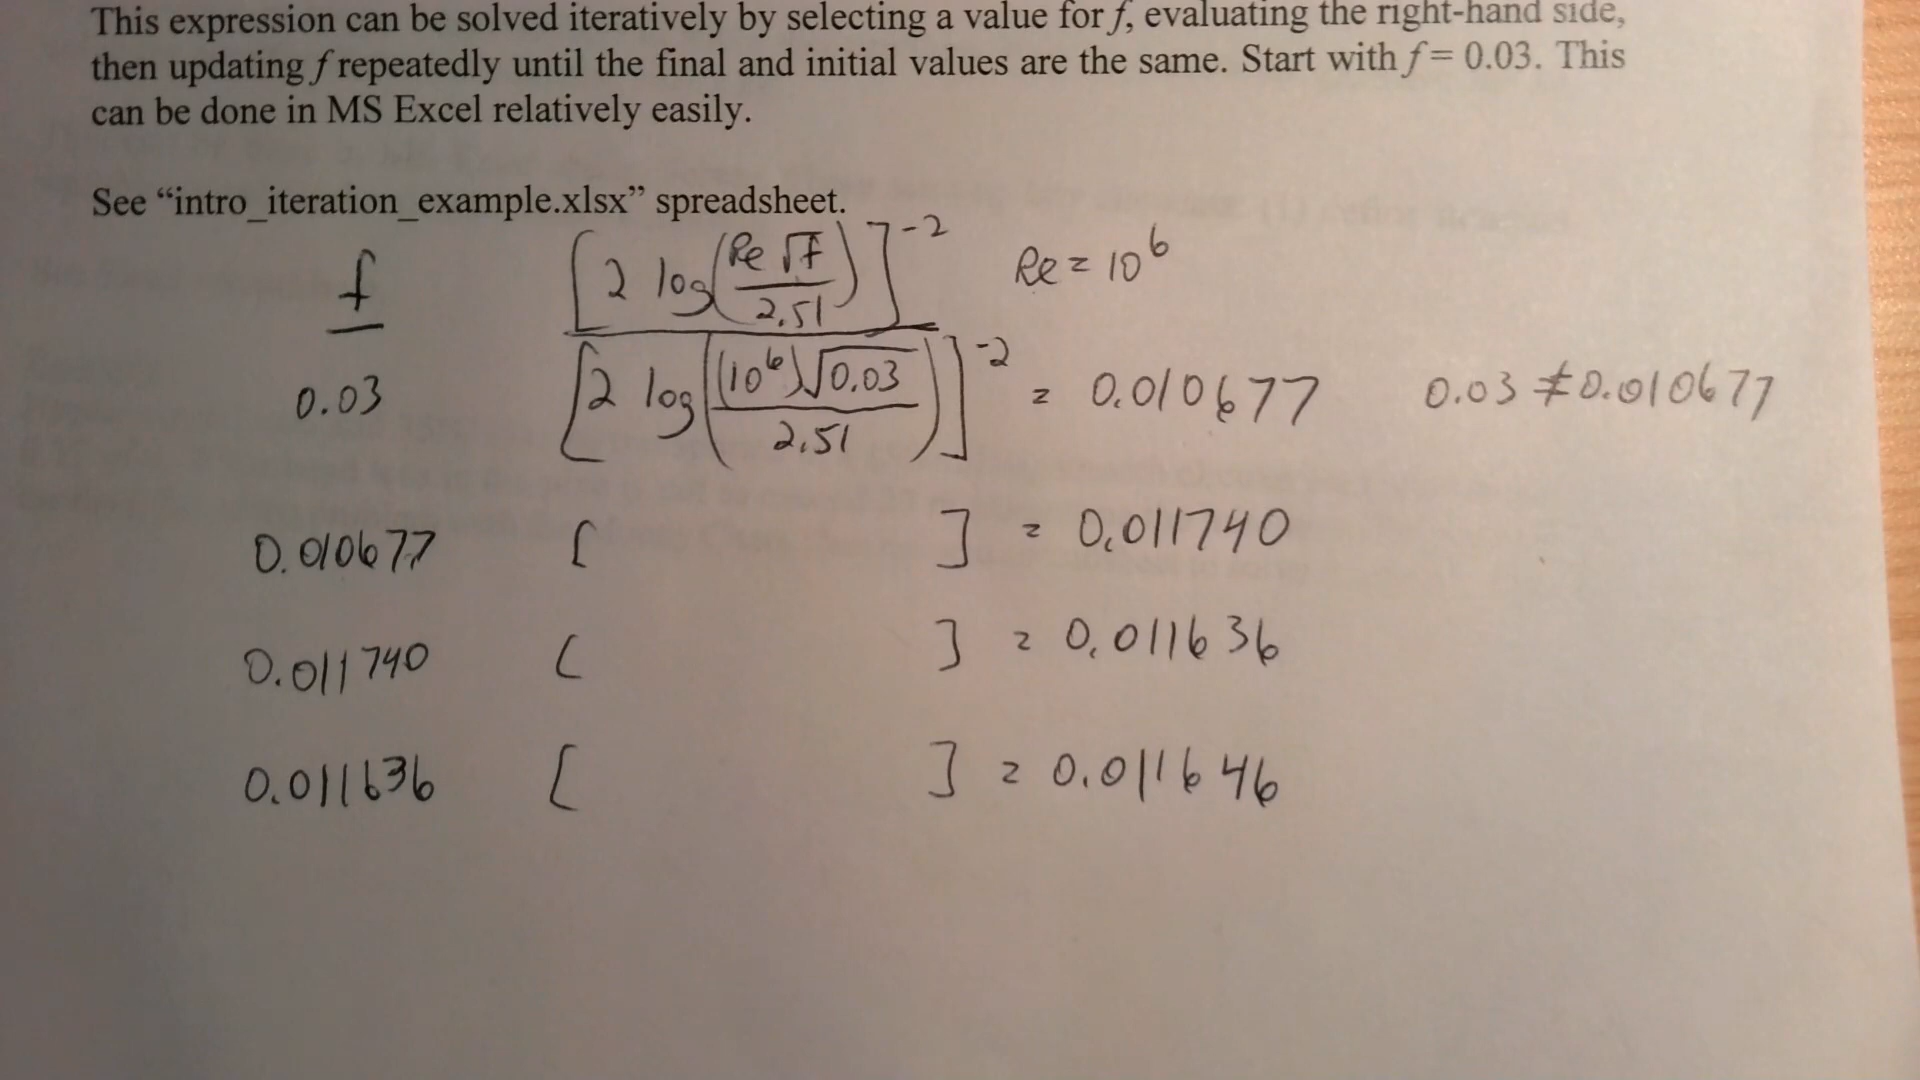 This expression can be solved iteratively by selecting a value for f, evaluating the right-hand side,
then updating f repeatedly until the final and initial values are the same. Start with f = 0.03. This
can be done in MS Excel relatively easily.
See “intro_iteration_example.xlsx” spreadsheet.
f [2 log(Re √f / 2.51)]⁻² Re = 10⁶
0.03 [2 log((10⁶)√0.03 / 2.51)]⁻² = 0.010677 0.03 ≠ 0.010677
0.010677 [ ] = 0.011740
0.011740 [ ] = 0.011636
0.011636 [ ] = 0.011646